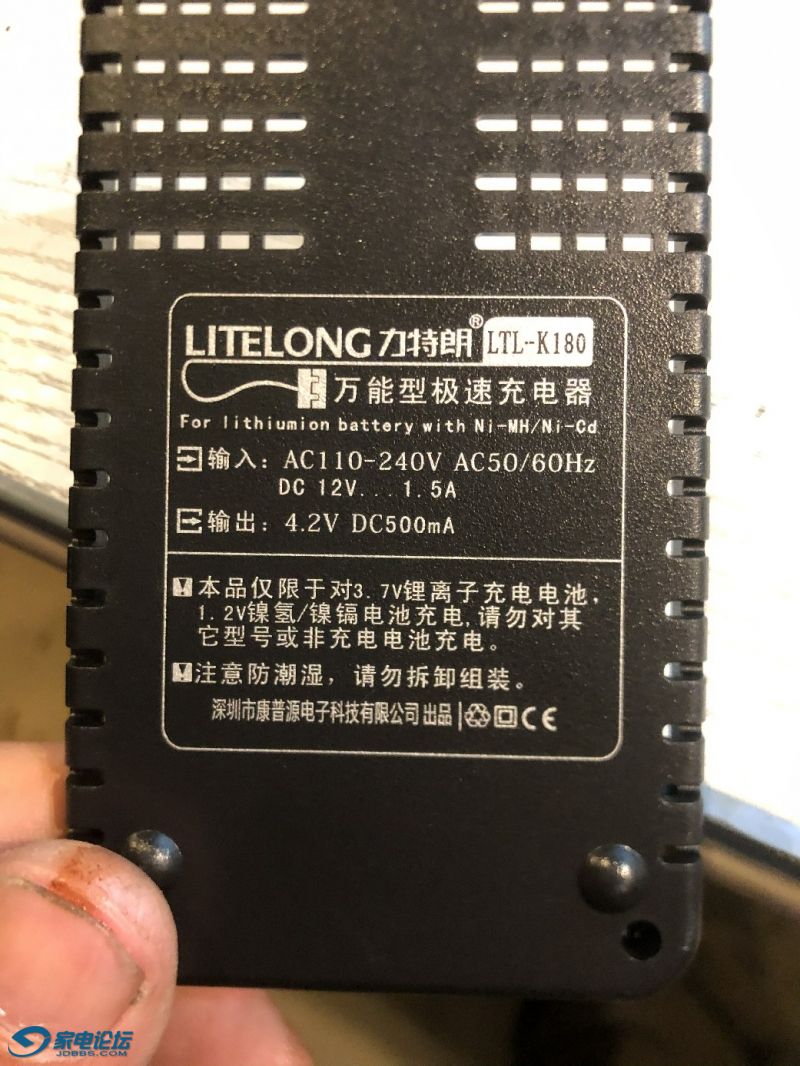 LITELONG力特朗® LTL-K180
万能型极速充电器
For lithiumion battery with Ni-MH/Ni-Cd
输入: AC110-240V AC50/60Hz
DC 12V...1.5A
输出: 4.2V DC500mA
本品仅限于对3.7V锂离子充电电池,
1.2V镍氢/镍镉电池充电,请勿对其
它型号或非充电电池充电。
注意防潮湿，请勿拆卸组装。
深圳市康普源电子科技有限公司 出品 CE
家电论坛
JDBBS.COM